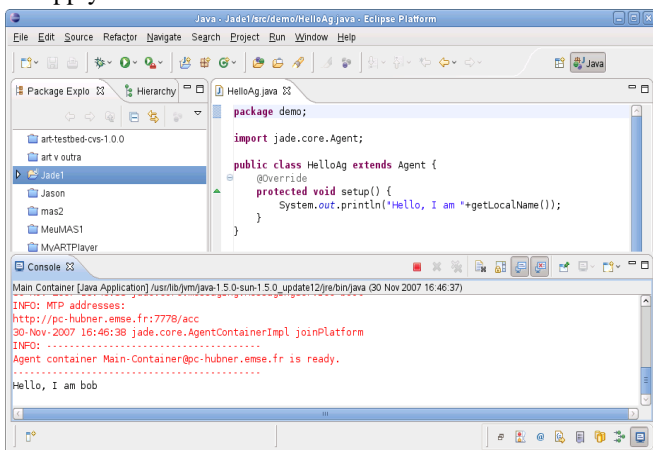 Java - Jade1/src/demo/HelloAg.java - Eclipse Platform
File Edit Source Refactor Navigate Search Project Run Window Help
Java
Package Explo
Hierarchy
HelloAg.java
art-testbed-cvs-1.0.0
art v outra
Jade1
Jason
mas2
MeuMAS1
MyARTPlayer
package demo;
import jade.core.Agent;
public class HelloAg extends Agent {
@Override
protected void setup() {
System.out.println("Hello, I am "+getLocalName());
}
}
Console
Main Container [Java Application] /usr/lib/jvm/java-1.5.0-sun-1.5.0_update12/jre/bin/java (30 Nov 2007 16:46:37)
INFO: MTP addresses:
http://pc-hubner.emse.fr:7778/acc
30-Nov-2007 16:46:38 jade.core.AgentContainerImpl joinPlatform
INFO: --------------------------------------
Agent container Main-Container@pc-hubner.emse.fr is ready.
--------------------------------------------
Hello, I am bob